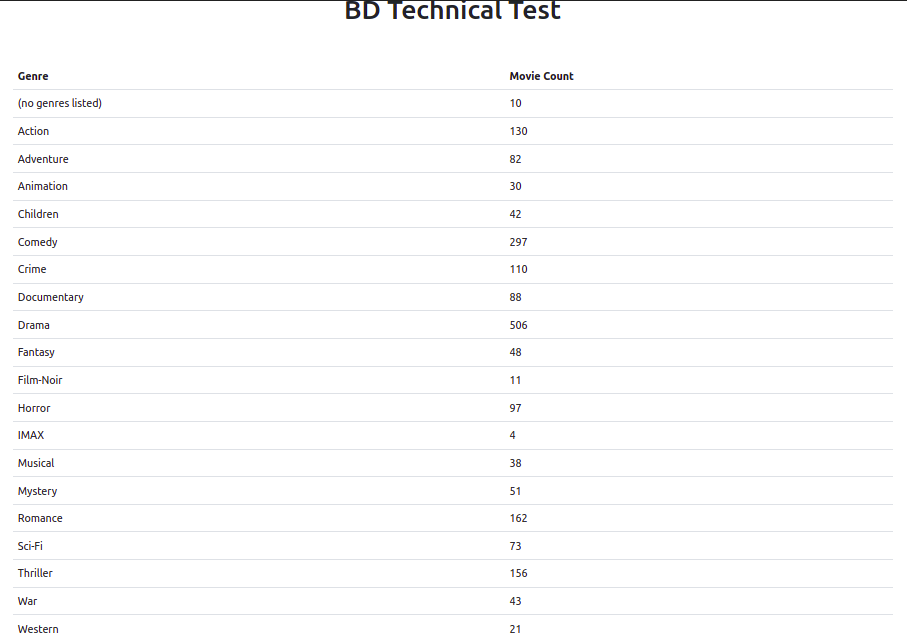 BD Technical Test
Genre Movie Count
(no genres listed) 10
Action 130
Adventure 82
Animation 30
Children 42
Comedy 297
Crime 110
Documentary 88
Drama 506
Fantasy 48
Film-Noir 11
Horror 97
IMAX 4
Musical 38
Mystery 51
Romance 162
Sci-Fi 73
Thriller 156
War 43
Western 21